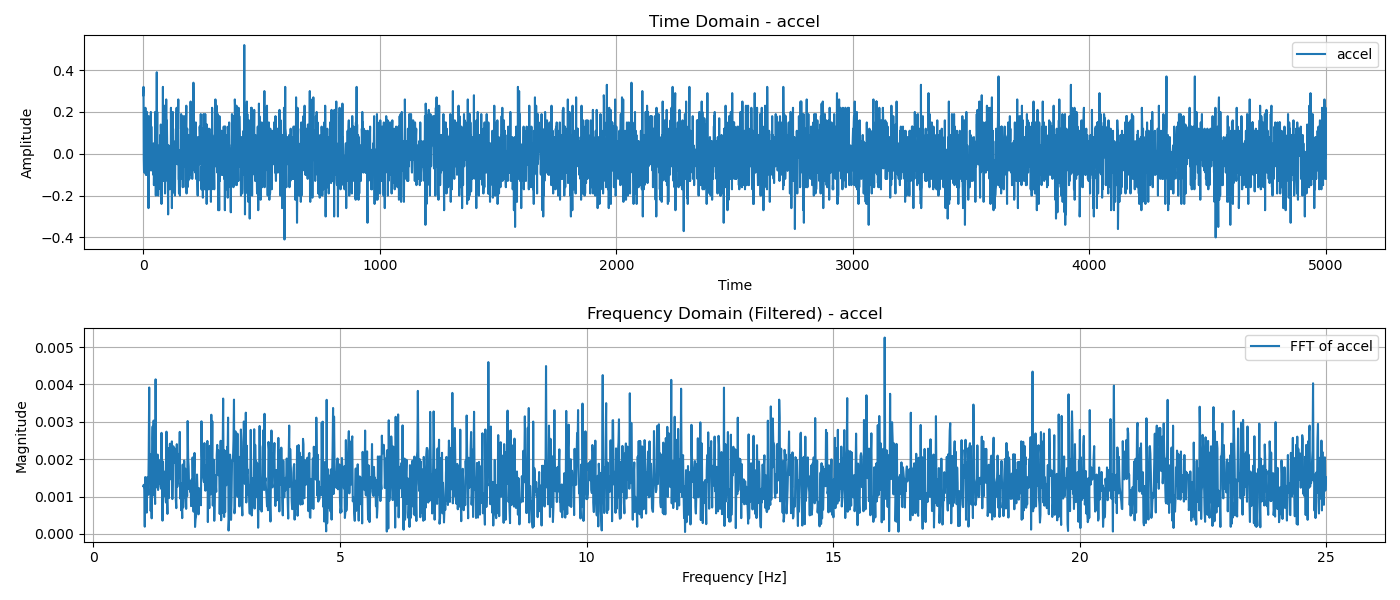 Time Domain - accel
accel
Amplitude
0.4
0.2
0.0
−0.2
−0.4
0 1000 2000 3000 4000 5000
Time
Frequency Domain (Filtered) - accel
FFT of accel
Magnitude
0.005
0.004
0.003
0.002
0.001
0.000
0 5 10 15 20 25
Frequency [Hz]